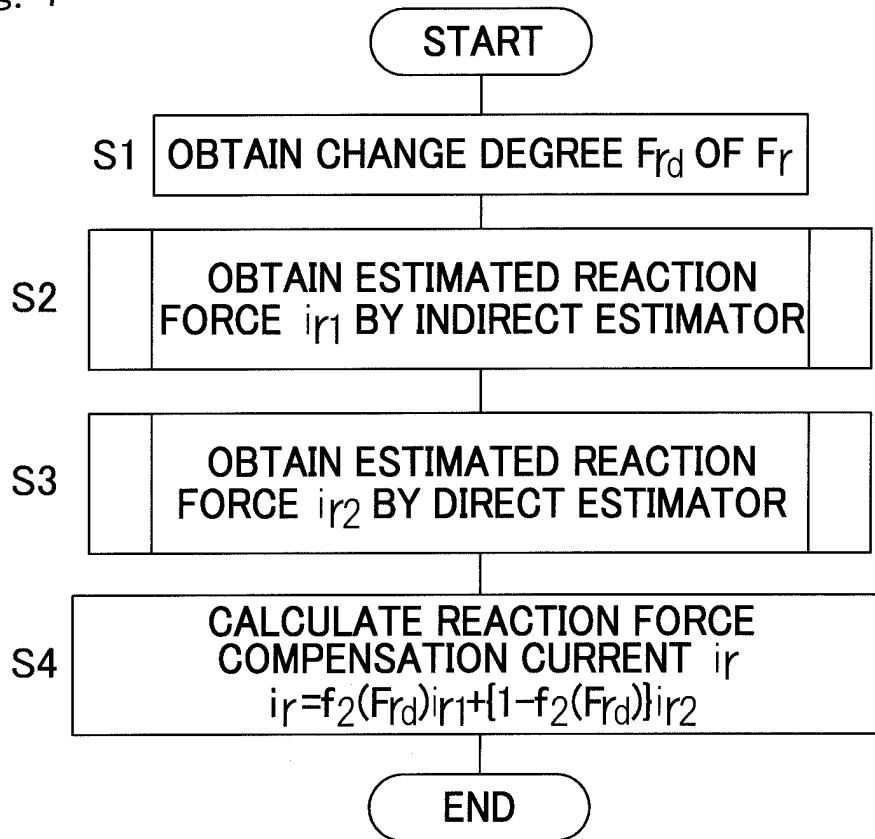 START
S1 OBTAIN CHANGE DEGREE Frd OF Fr
S2 OBTAIN ESTIMATED REACTION
FORCE ir1 BY INDIRECT ESTIMATOR
S3 OBTAIN ESTIMATED REACTION
FORCE ir2 BY DIRECT ESTIMATOR
S4 CALCULATE REACTION FORCE
COMPENSATION CURRENT ir
ir=f2(Frd)ir1+{1-f2(Frd)}ir2
END